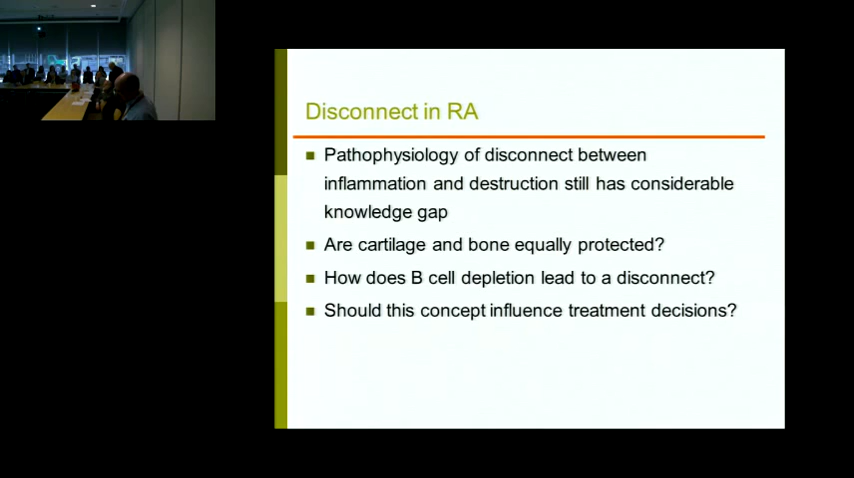 Disconnect in RA
Pathophysiology of disconnect between
inflammation and destruction still has considerable
knowledge gap
Are cartilage and bone equally protected?
How does B cell depletion lead to a disconnect?
Should this concept influence treatment decisions?